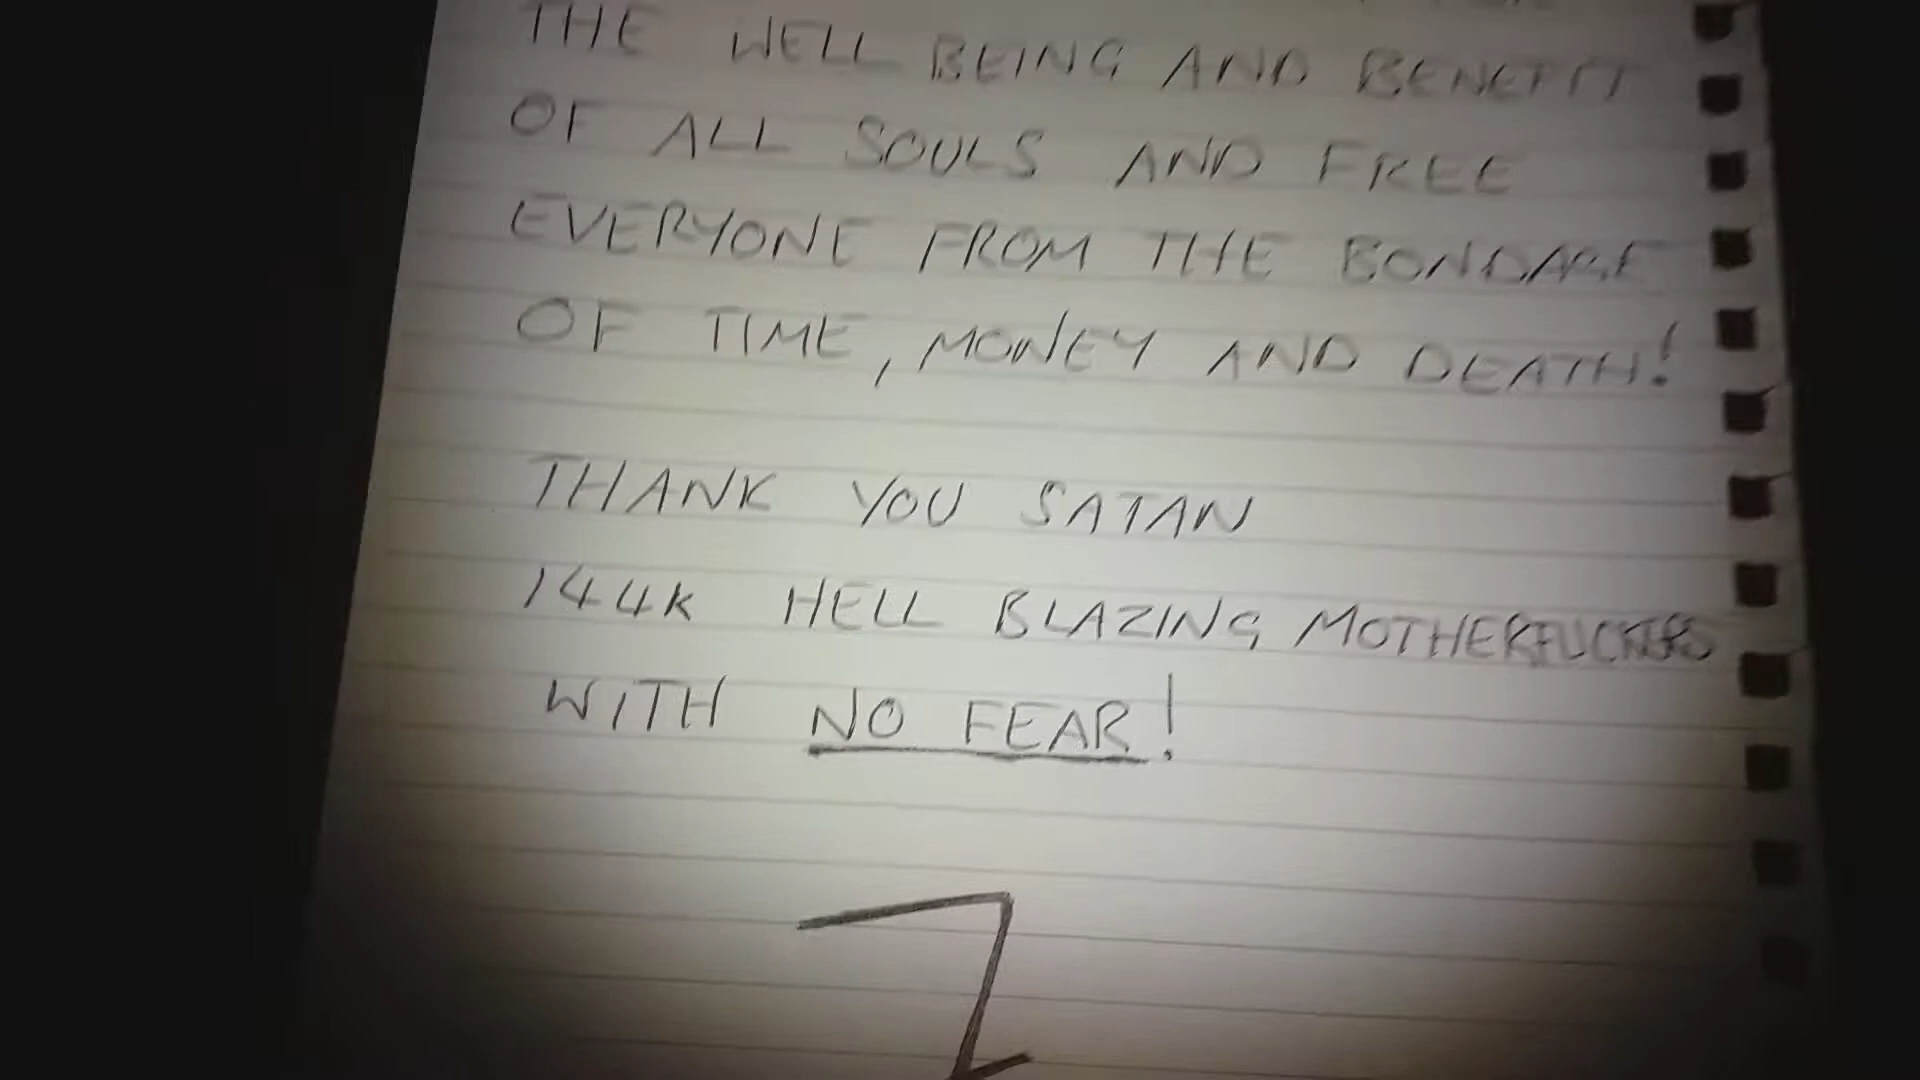 THE WELL BEING AND BENEFIT
OF ALL SOULS AND FREE
EVERYONE FROM THE BONDAGE
OF TIME, MONEY AND DEATH!
THANK YOU SATAN
144K HELL BLAZING MOTHERFUCKERS
WITH NO FEAR!